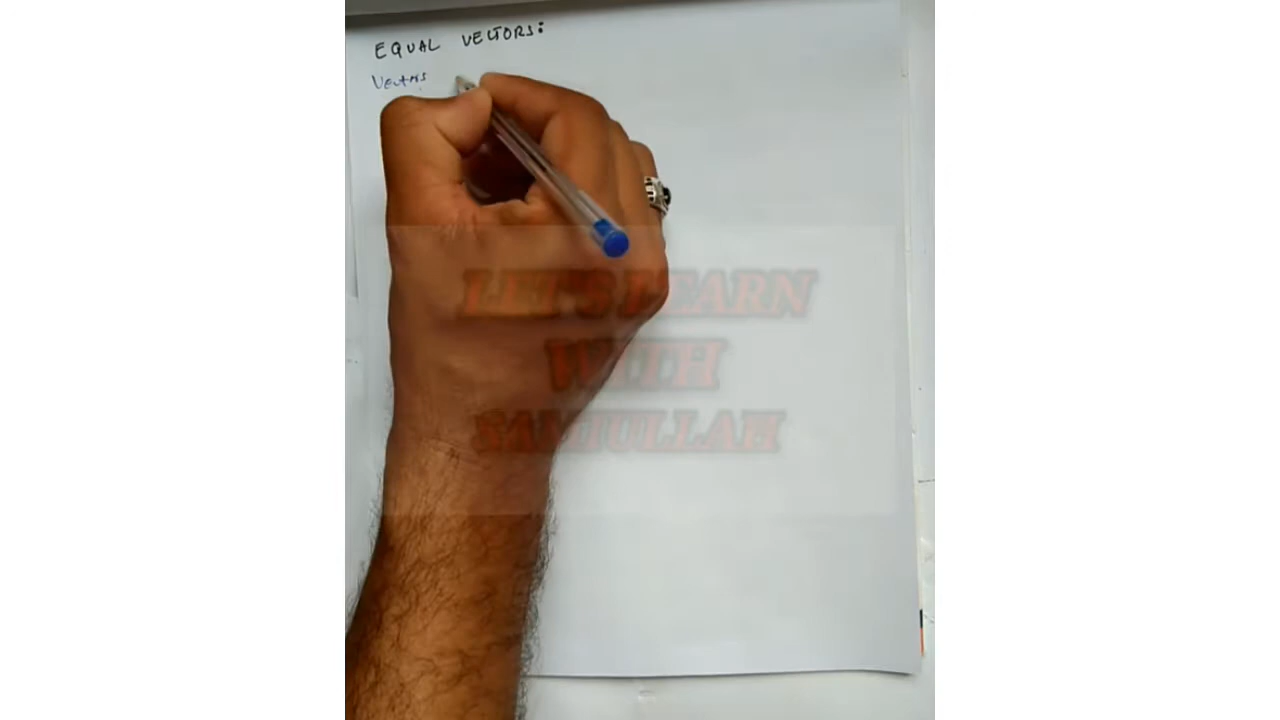 EQUAL VECTORS:
Vectors
LET'S LEARN
WITH
SAMIULLAH